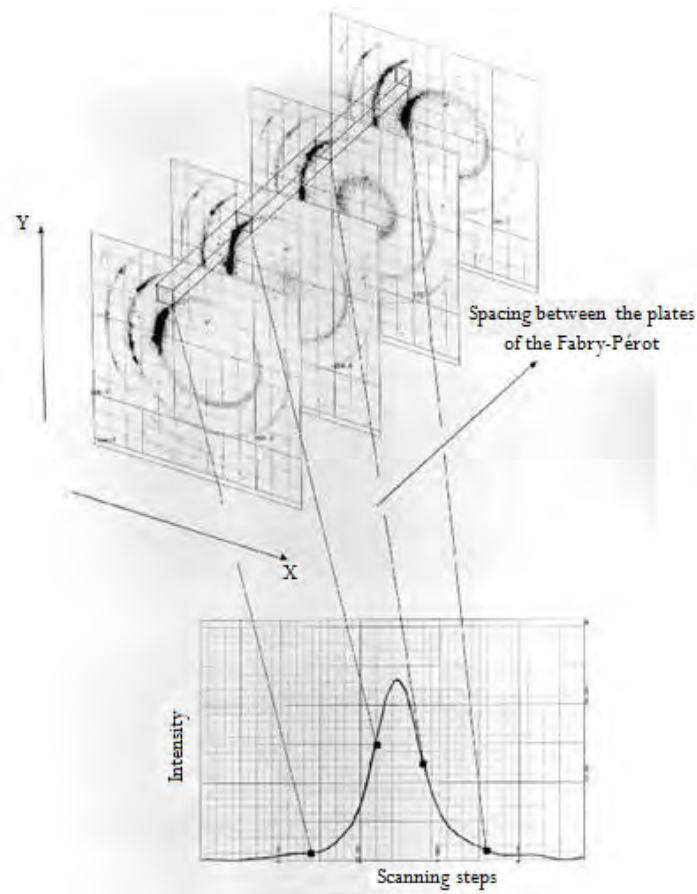 Y
Spacing between the plates
of the Fabry-Pérot
X
Intensity
Scanning steps